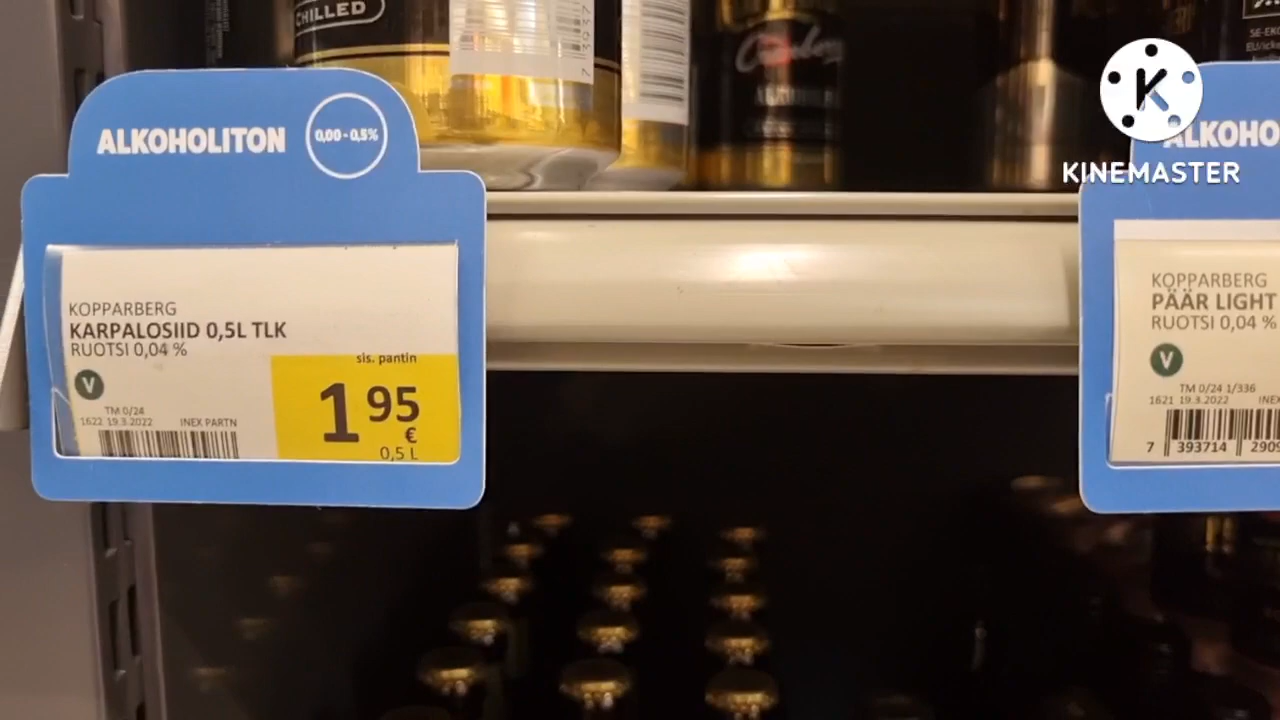 CHILLED
ALKOHOLITON
0,00 - 0,5%
KOPPARBERG
KARPALOSIID 0,5L TLK
RUOTSI 0,04 %
sis. pantin
V
1 95
€
0,5 L
TM 0/24
1622 19.3.2022 INEX PARTN
K
KINEMASTER
ALKOHO
KOPPARBERG
PÄÄR LIGHT
RUOTSI 0,04 %
V
TM 0/24 1/336
1621 19.3.2022 INE
7 393714 2909